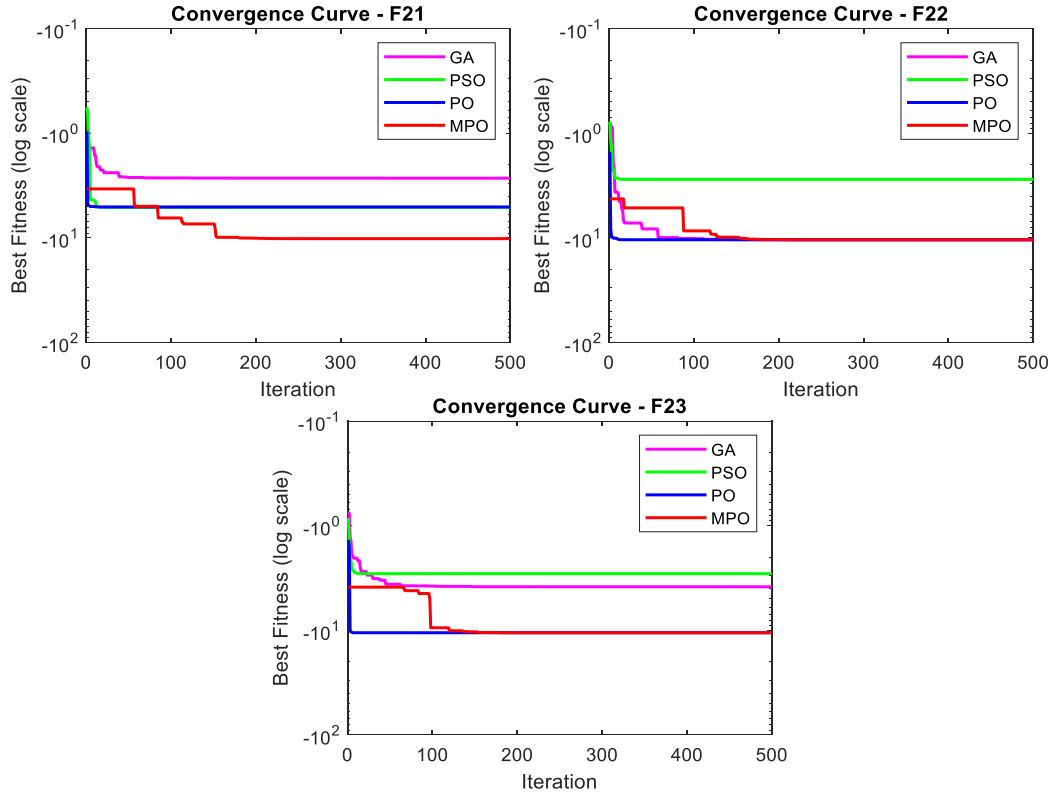 Convergence Curve - F21
Best Fitness (log scale)
-10^-1
-10^0
-10^1
-10^2
GA
PSO
PO
MPO
0 100 200 300 400 500
Iteration
Convergence Curve - F22
Best Fitness (log scale)
-10^-1
-10^0
-10^1
-10^2
GA
PSO
PO
MPO
0 100 200 300 400 500
Iteration
Convergence Curve - F23
Best Fitness (log scale)
-10^-1
-10^0
-10^1
-10^2
GA
PSO
PO
MPO
0 100 200 300 400 500
Iteration